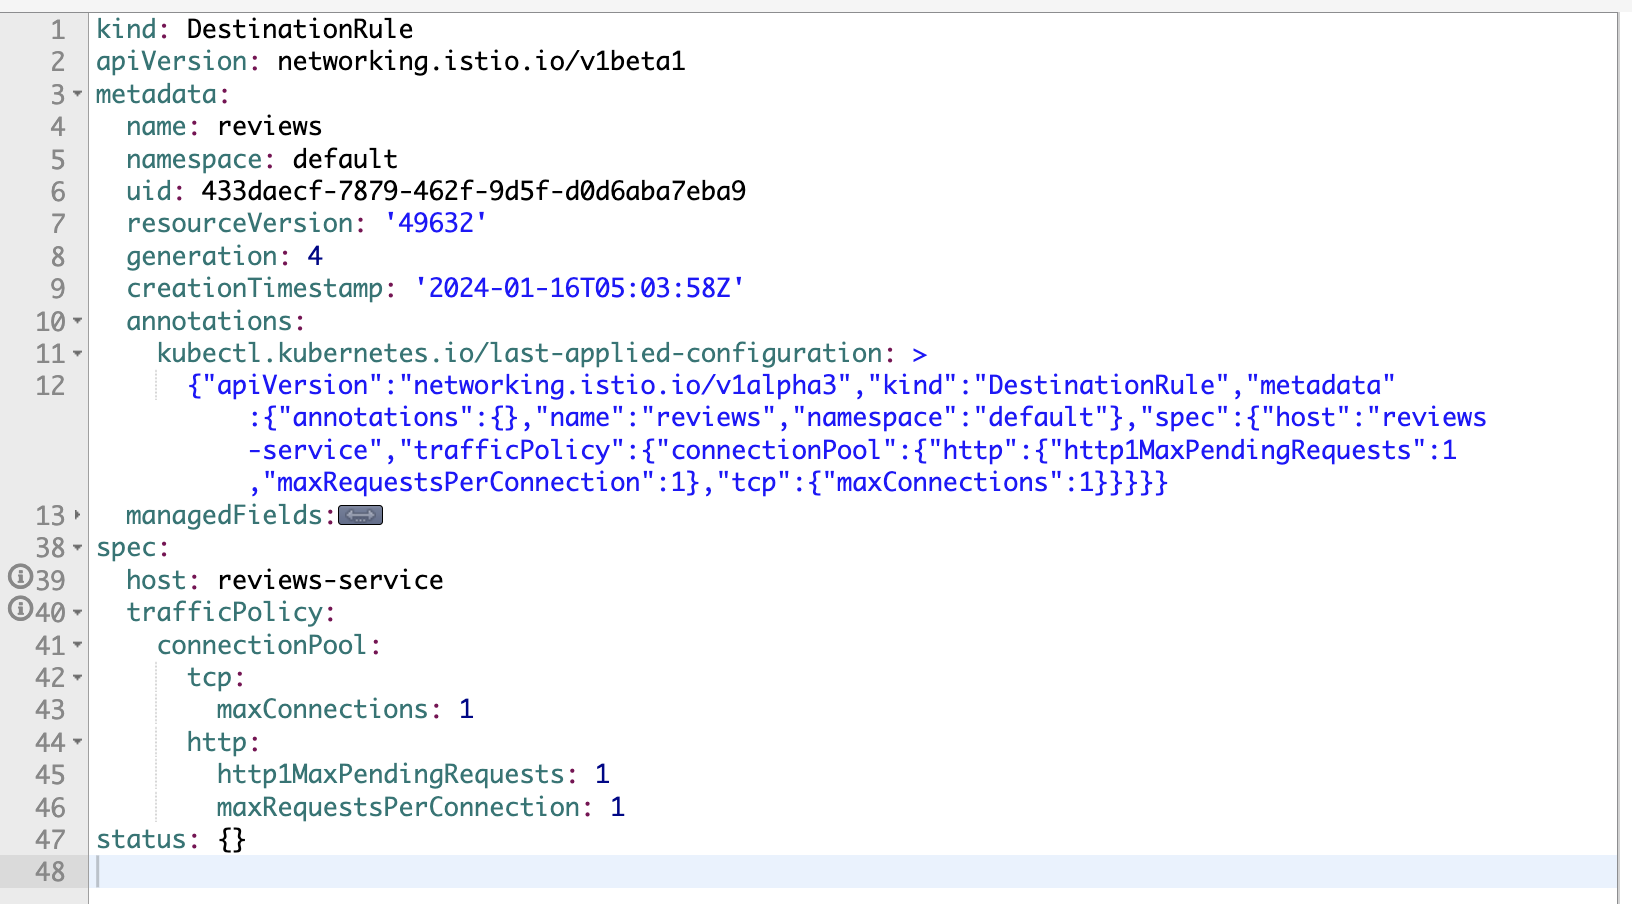 1 kind: DestinationRule
2 apiVersion: networking.istio.io/v1beta1
3 metadata:
4   name: reviews
5   namespace: default
6   uid: 433daecf-7879-462f-9d5f-d0d6aba7eba9
7   resourceVersion: '49632'
8   generation: 4
9   creationTimestamp: '2024-01-16T05:03:58Z'
10   annotations:
11     kubectl.kubernetes.io/last-applied-configuration: >
12       {"apiVersion":"networking.istio.io/v1alpha3","kind":"DestinationRule","metadata"
:{"annotations":{},"name":"reviews","namespace":"default"},"spec":{"host":"reviews
-service","trafficPolicy":{"connectionPool":{"http":{"http1MaxPendingRequests":1
,"maxRequestsPerConnection":1},"tcp":{"maxConnections":1}}}}}
13   managedFields:
38 spec:
39   host: reviews-service
40   trafficPolicy:
41     connectionPool:
42       tcp:
43         maxConnections: 1
44       http:
45         http1MaxPendingRequests: 1
46         maxRequestsPerConnection: 1
47 status: {}
48